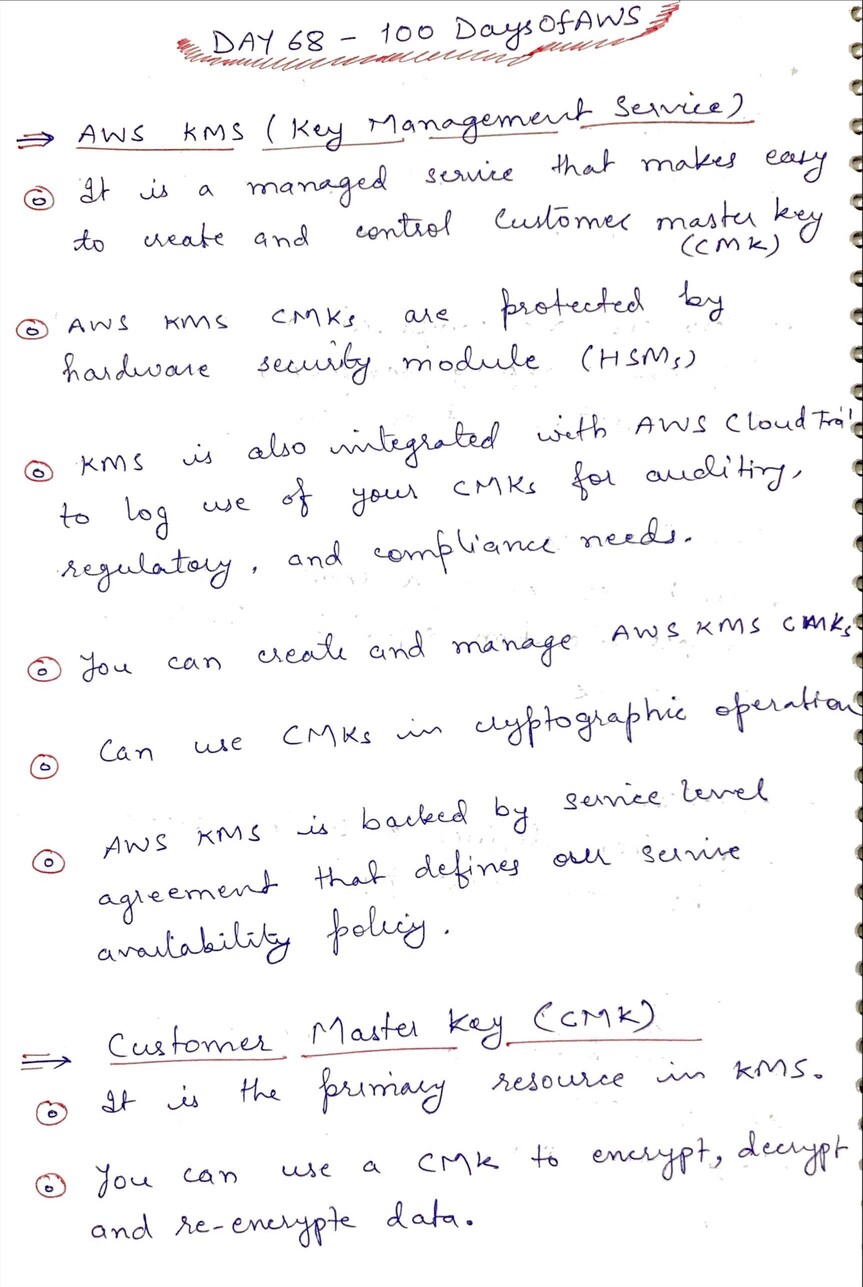 DAY 68 - 100 DaysOfAWS
⇒ AWS KMS (Key Management Service)
It is a managed service that makes easy
to create and control Customer master key
(CMK)
AWS KMS CMKs are protected by
hardware security module (HSMs)
KMS is also integrated with AWS CloudTrail
to log use of your CMKs for auditing,
regulatory, and compliance needs.
You can create and manage AWS KMS CMKs
Can use CMKs in cryptographic operation
AWS KMS is backed by service level
agreement that defines our service
availability policy.
⇒ Customer Master Key (CMK)
It is the primary resource in KMS.
You can use a CMK to encrypt, decrypt
and re-encrypte data.